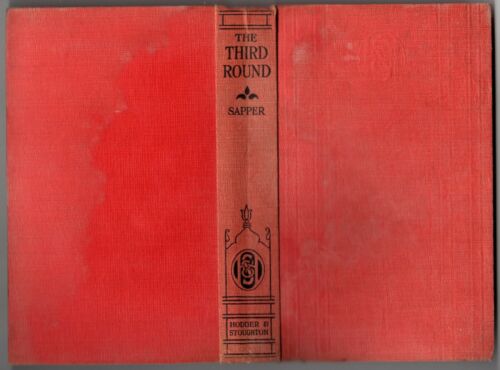 THE
THIRD
ROUND
SAPPER
HODDER &
STOUGHTON